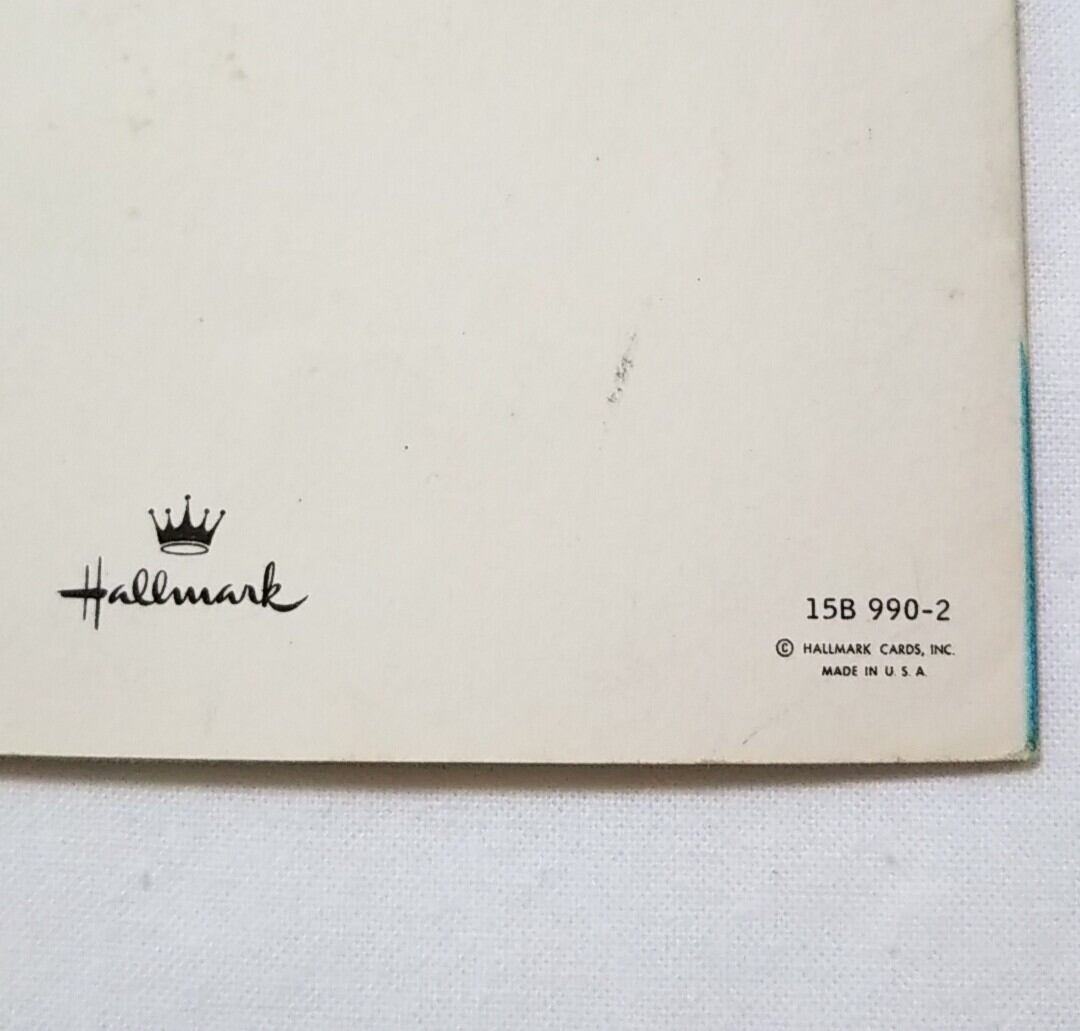 Hallmark
15B 990-2
© HALLMARK CARDS, INC.
MADE IN U. S. A.